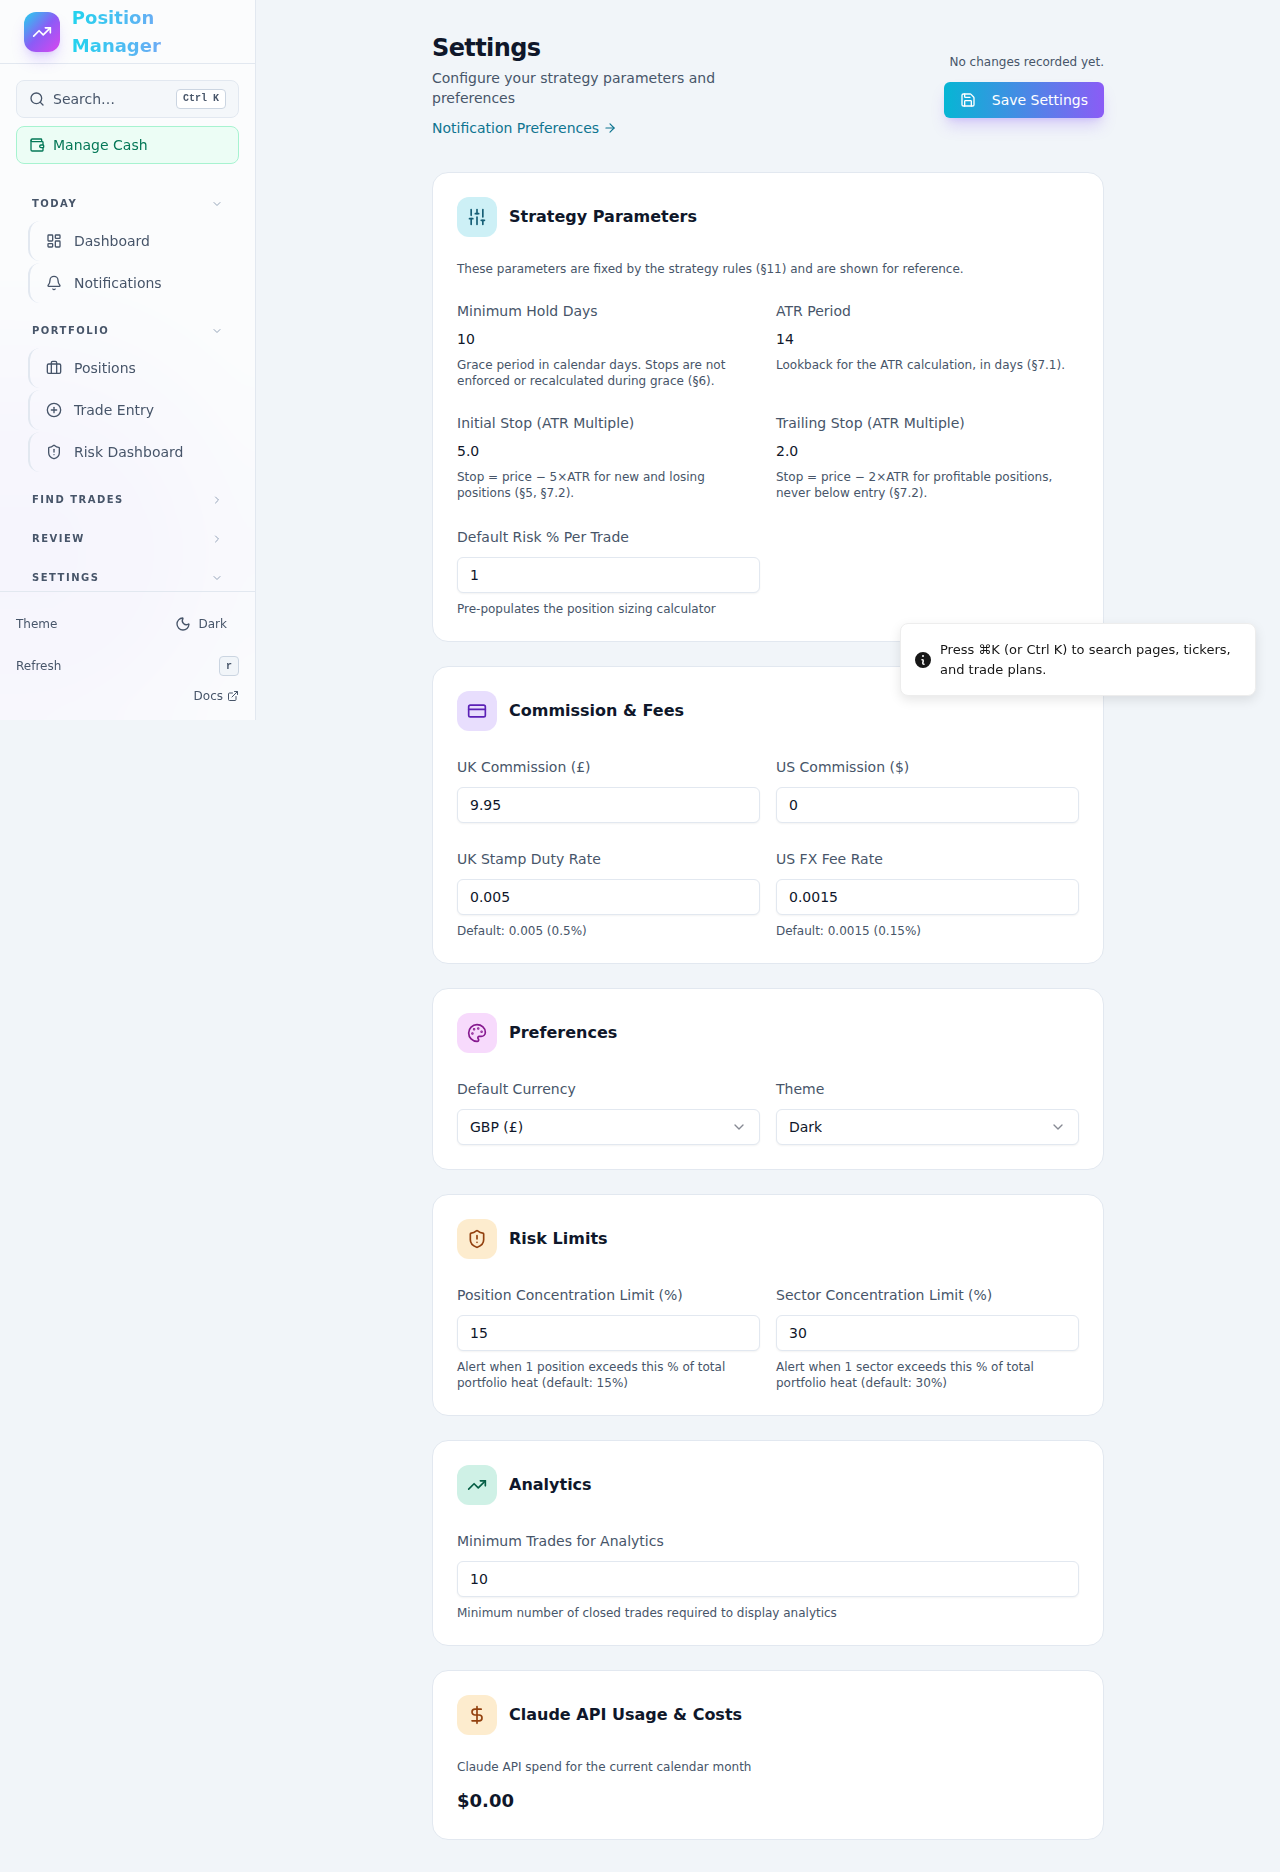 Position
Manager
Search...
Ctrl K
Manage Cash
TODAY
Dashboard
Notifications
PORTFOLIO
Positions
Trade Entry
Risk Dashboard
FIND TRADES
REVIEW
SETTINGS
Theme
Dark
Refresh
r
Docs
Settings
Configure your strategy parameters and
preferences
Notification Preferences
No changes recorded yet.
Save Settings
Strategy Parameters
These parameters are fixed by the strategy rules (§11) and are shown for reference.
Minimum Hold Days
10
Grace period in calendar days. Stops are not
enforced or recalculated during grace (§6).
ATR Period
14
Lookback for the ATR calculation, in days (§7.1).
Initial Stop (ATR Multiple)
5.0
Stop = price − 5×ATR for new and losing
positions (§5, §7.2).
Trailing Stop (ATR Multiple)
2.0
Stop = price − 2×ATR for profitable positions,
never below entry (§7.2).
Default Risk % Per Trade
1
Pre-populates the position sizing calculator
Press ⌘K (or Ctrl K) to search pages, tickers,
and trade plans.
Commission & Fees
UK Commission (£)
9.95
US Commission ($)
0
UK Stamp Duty Rate
0.005
Default: 0.005 (0.5%)
US FX Fee Rate
0.0015
Default: 0.0015 (0.15%)
Preferences
Default Currency
GBP (£)
Theme
Dark
Risk Limits
Position Concentration Limit (%)
15
Alert when 1 position exceeds this % of total
portfolio heat (default: 15%)
Sector Concentration Limit (%)
30
Alert when 1 sector exceeds this % of total
portfolio heat (default: 30%)
Analytics
Minimum Trades for Analytics
10
Minimum number of closed trades required to display analytics
Claude API Usage & Costs
Claude API spend for the current calendar month
$0.00